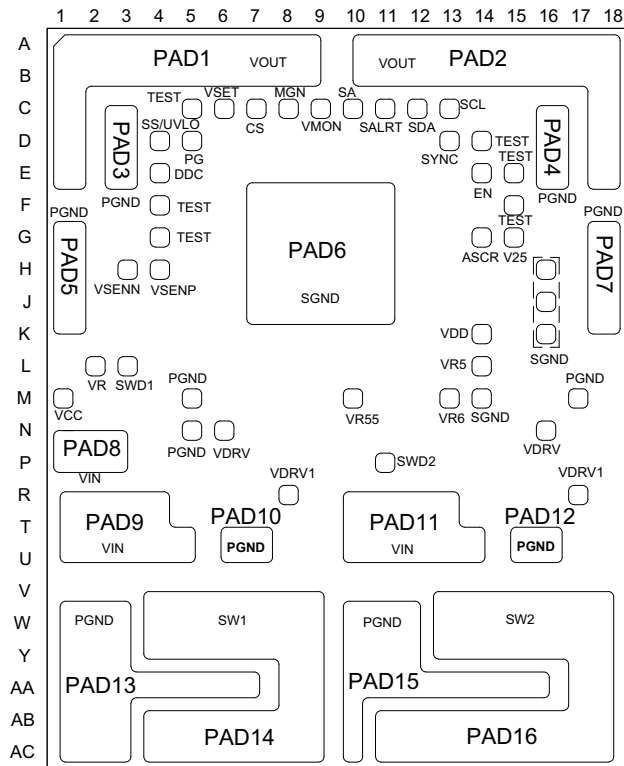 1 2 3 4 5 6 7 8 9 10 11 12 13 14 15 16 17 18
A
PAD1 VOUT VOUT PAD2
B
TEST VSET MGN SA
C SCL
CS VMON SALRT SDA
PAD3 SS/UVLO PAD4
D TEST
PG SYNC TEST
E DDC
PGND EN PGND
F PGND TEST PGND
TEST
G TEST
PAD5 PAD6 ASCR V25 PAD7
H
VSENN VSENP
J SGND
K VDD
SGND
L VR5
VR SWD1 PGND PGND
M
VCC VR55 VR6 SGND
N
PAD8 PGND VDRV VDRV
P SWD2
VIN VDRV1 VDRV1
R
PAD9 PAD10 PAD11 PAD12
T
VIN PGND VIN PGND
U
V
W PGND SW1 PGND SW2
Y
AA PAD13 PAD15
AB
PAD14 PAD16
AC